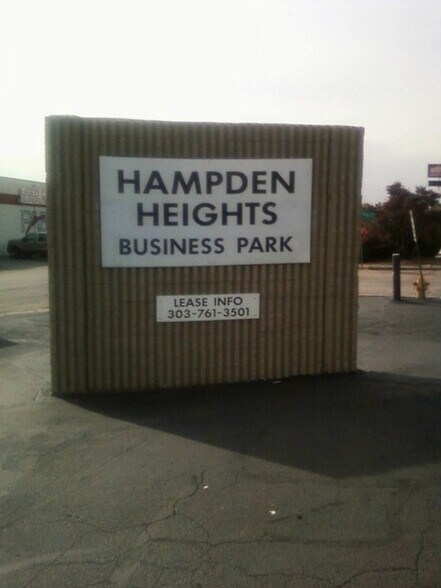 HAMPDEN
HEIGHTS
BUSINESS PARK
LEASE INFO
303-761-3501